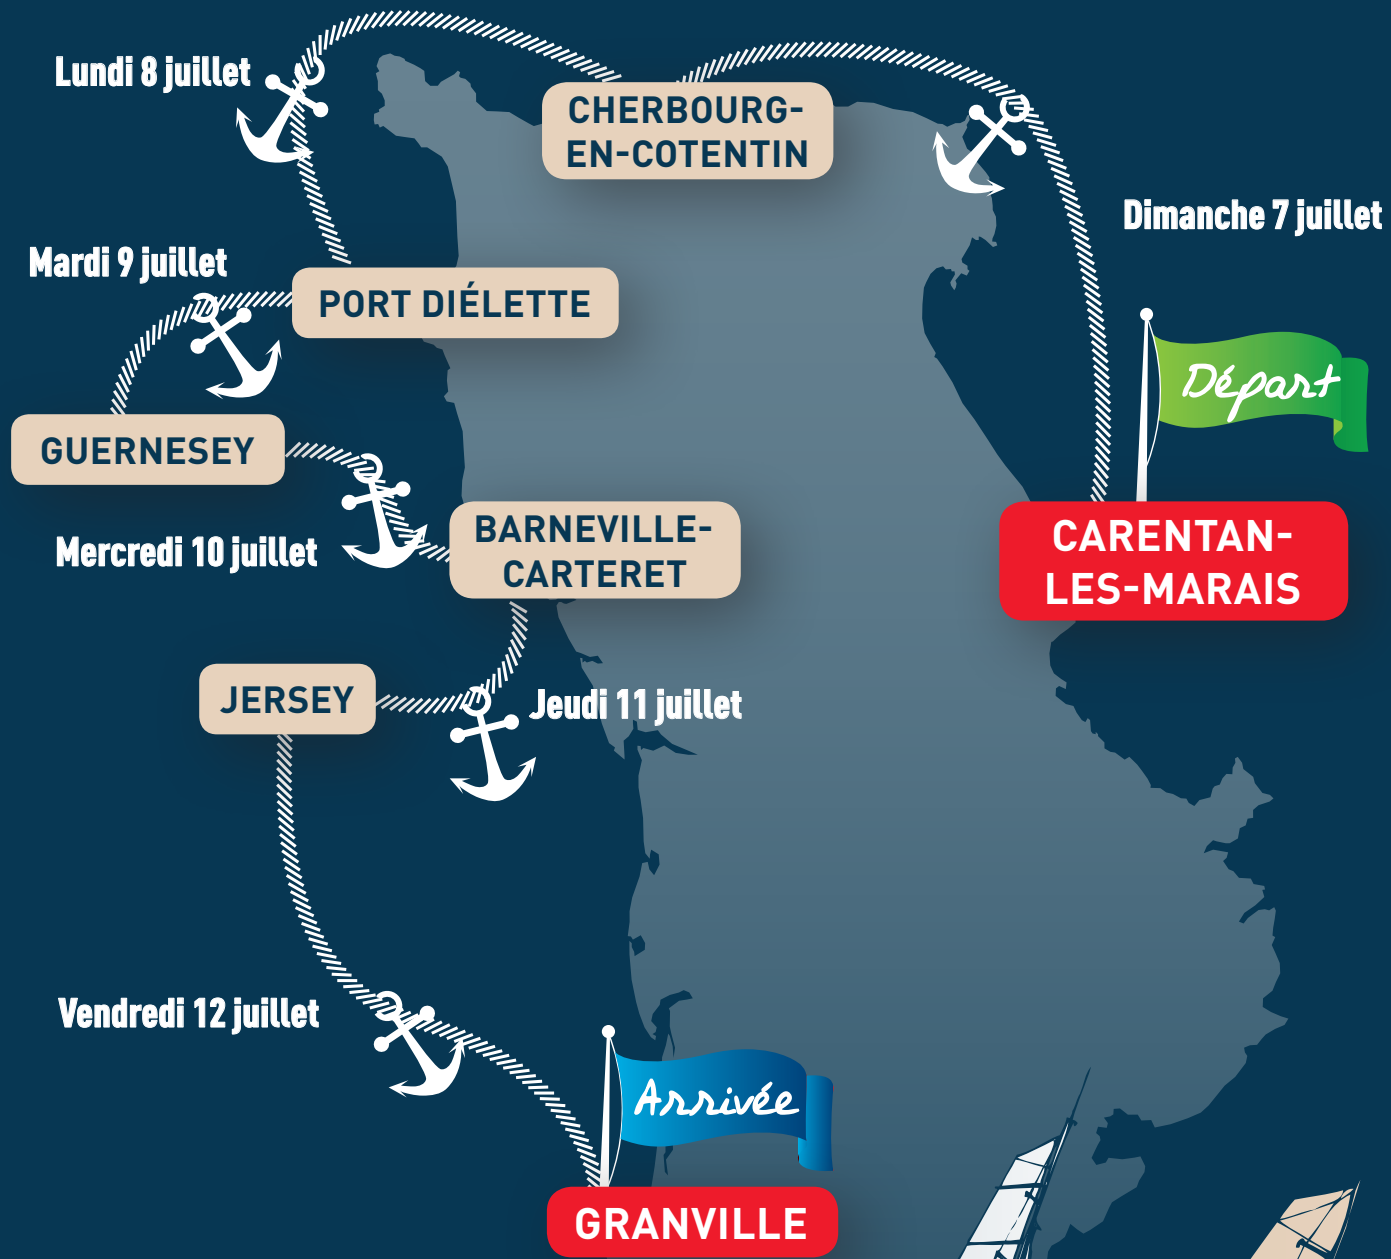 Lundi 8 juillet
CHERBOURG-
EN-COTENTIN
Dimanche 7 juillet
Mardi 9 juillet
PORT DIÉLETTE
Départ
GUERNESEY
Mercredi 10 juillet
BARNEVILLE-
CARTERET
CARENTAN-
LES-MARAIS
JERSEY
Jeudi 11 juillet
Vendredi 12 juillet
Arrivée
GRANVILLE